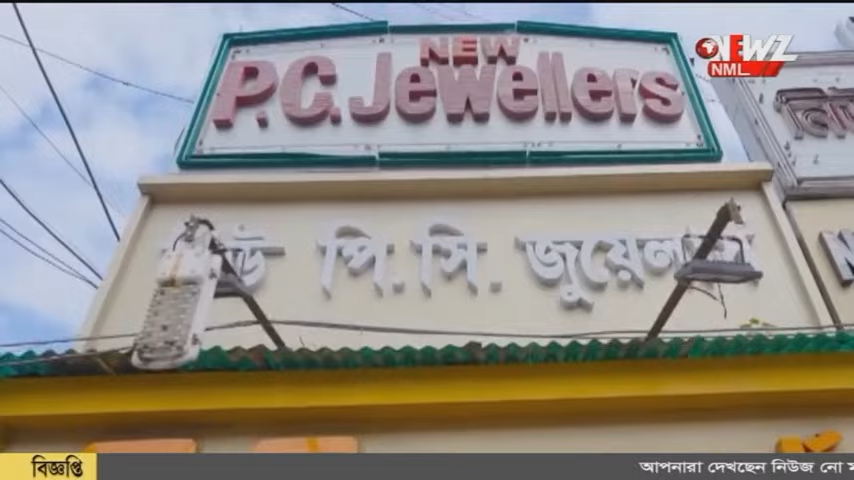 NEW
P.C. Jewellers
NEWZ
NML
পি.সি. জুয়েলার্স
বিজ্ঞপ্তি
আপনারা দেখছেন নিউজ নো